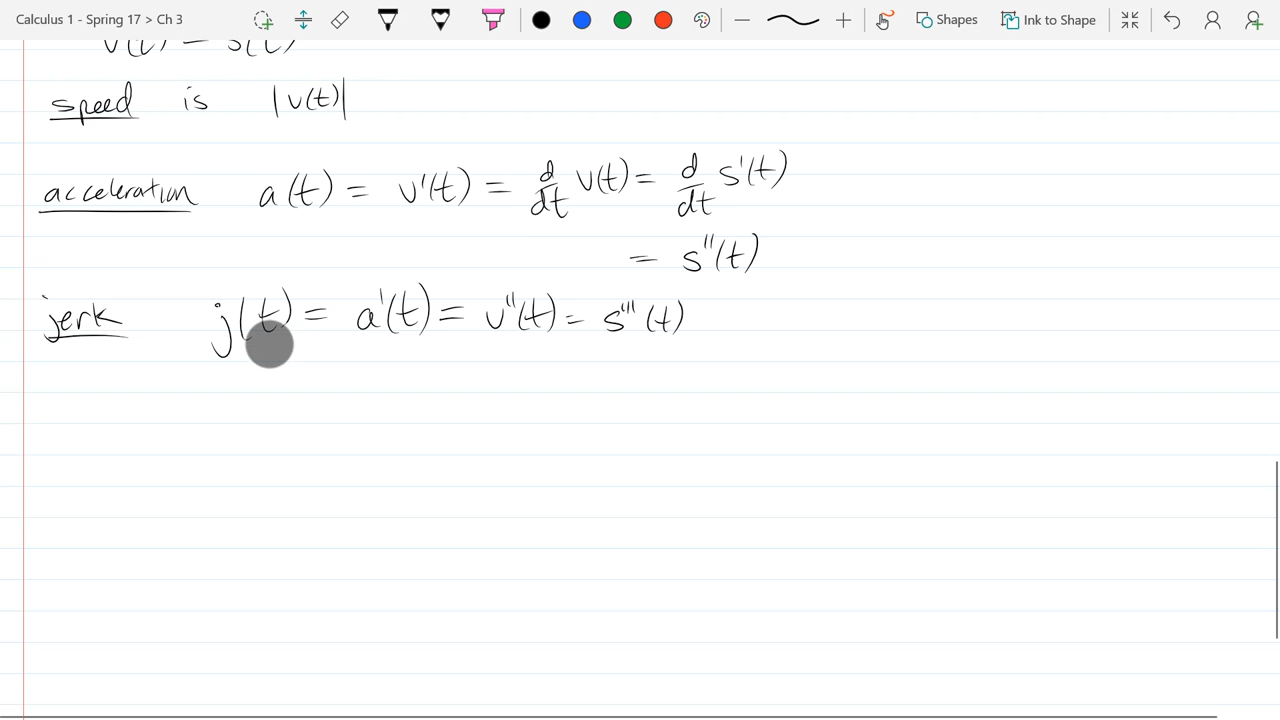 Calculus 1 - Spring 17 > Ch 3
Shapes
Ink to Shape
v(t) = s'(t)
speed is |v(t)|
acceleration a(t) = v'(t) = d/dt v(t) = d/dt s'(t)
= s''(t)
jerk j(t) = a'(t) = v''(t) = s'''(t)